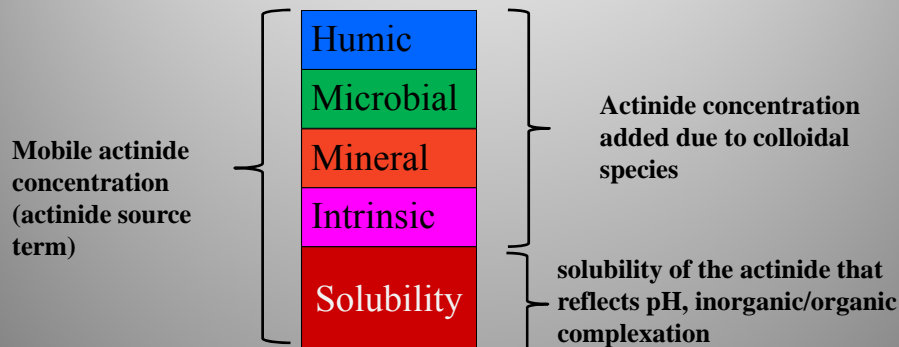 Humic
Microbial
Mineral
Intrinsic
Solubility
Mobile actinide
concentration
(actinide source
term)
Actinide concentration
added due to colloidal
species
solubility of the actinide that
reflects pH, inorganic/organic
complexation